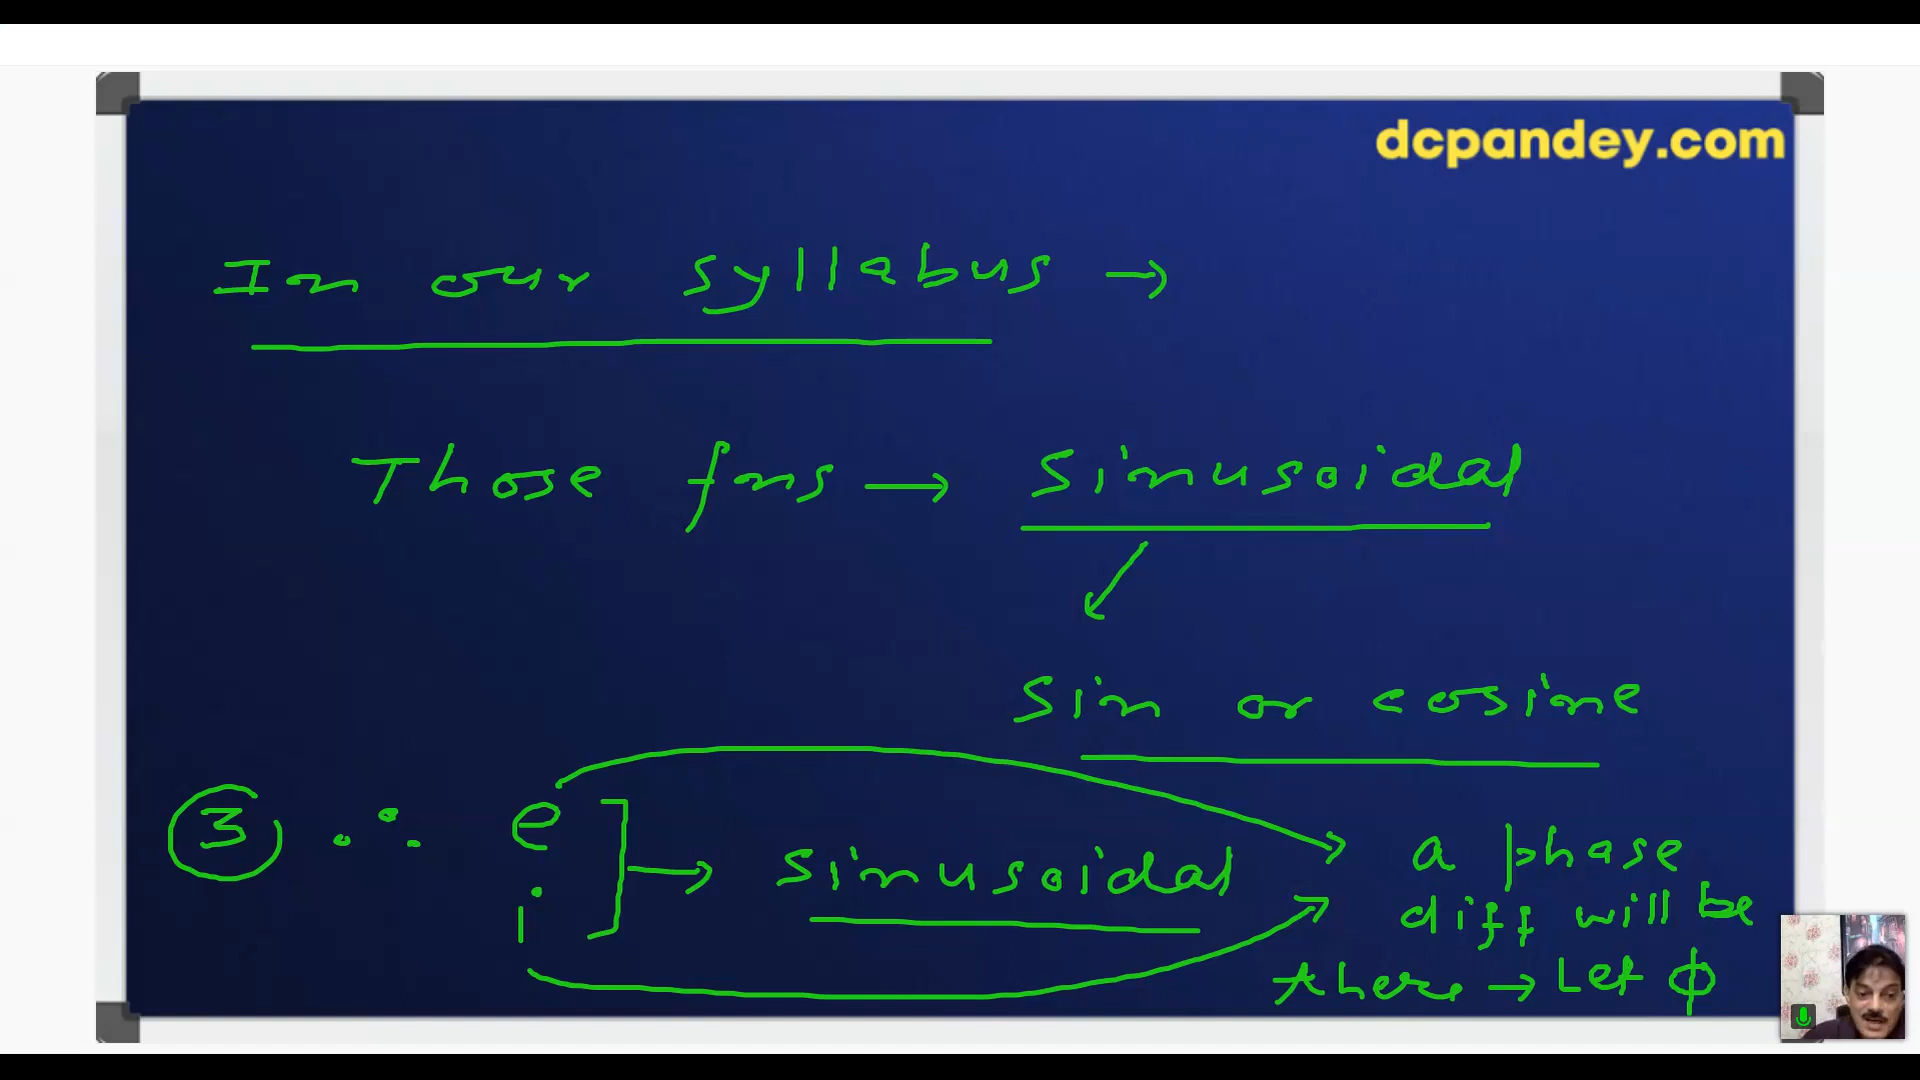 dcpandey.com
In our syllabus →
Those fns → Sinusoidal
Sin or cosine
③ ∴ e ] → Sinusoidal
i
a phase
diff will be
there → Let ϕ